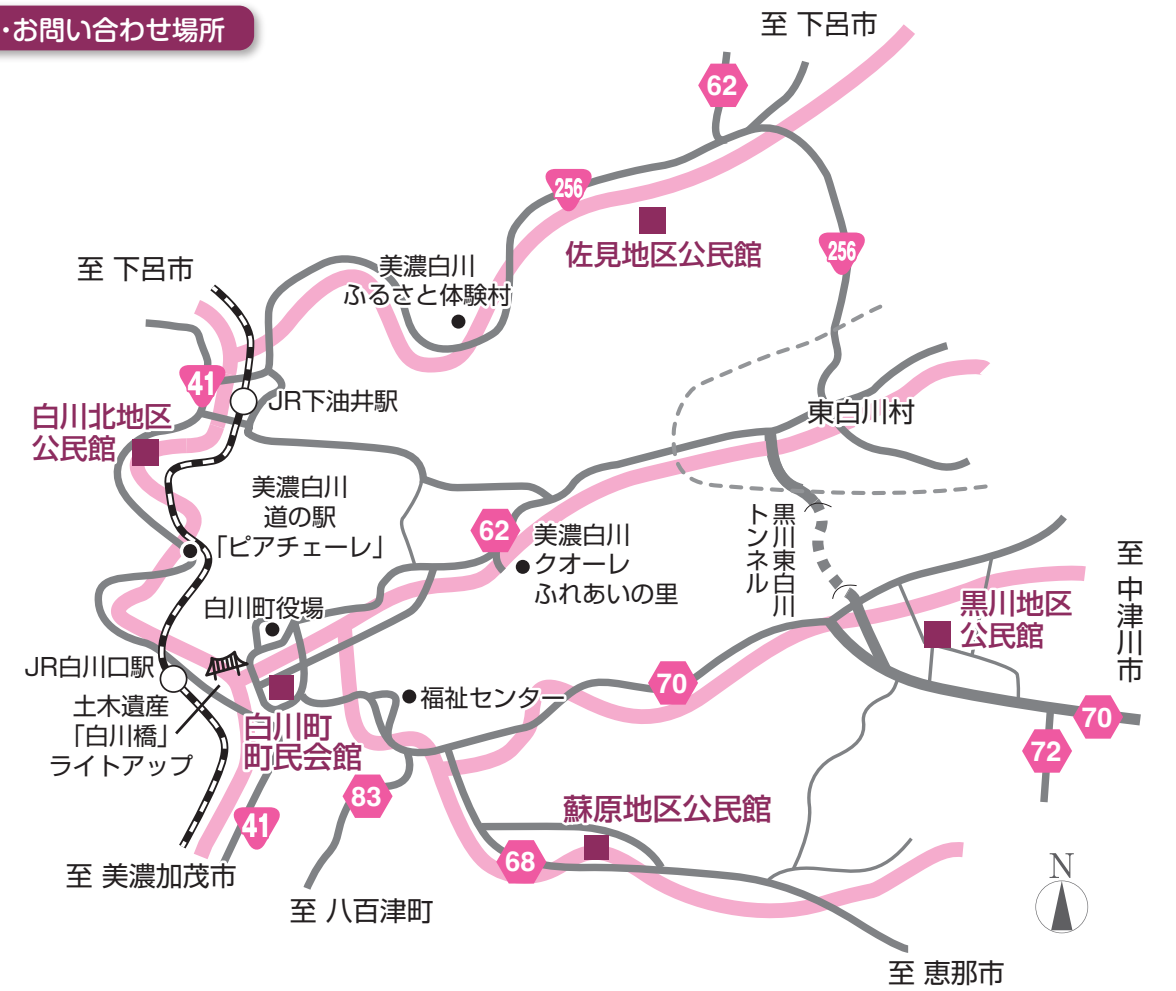 ・お問い合わせ場所
至 下呂市
62
256
佐見地区公民館
256
至 下呂市
美濃白川
ふるさと体験村
41
JR下油井駅
白川北地区
公民館
東白川村
美濃白川
道の駅
「ピアチェーレ」
62
美濃白川
クオーレ
ふれあいの里
黒川東白川
トンネル
至 中津川市
白川町役場
黒川地区
公民館
JR白川口駅
土木遺産
「白川橋」
ライトアップ
福祉センター
70
70
白川町
町民会館
72
83
蘇原地区公民館
41
68
至 美濃加茂市
至 八百津町
N
至 恵那市